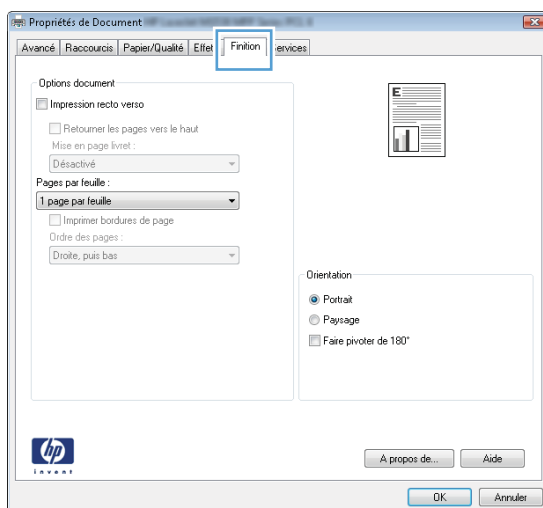 Propriétés de Document
Avancé Raccourcis Papier/Qualité Effet Finition ervices
Options document
Impression recto verso
Retourner les pages vers le haut
Mise en page livret :
Désactivé
Pages par feuille :
1 page par feuille
Imprimer bordures de page
Ordre des pages :
Droite, puis bas
E
Orientation
Portrait
Paysage
Faire pivoter de 180°
hp
invent
A propos de... Aide
OK Annuler